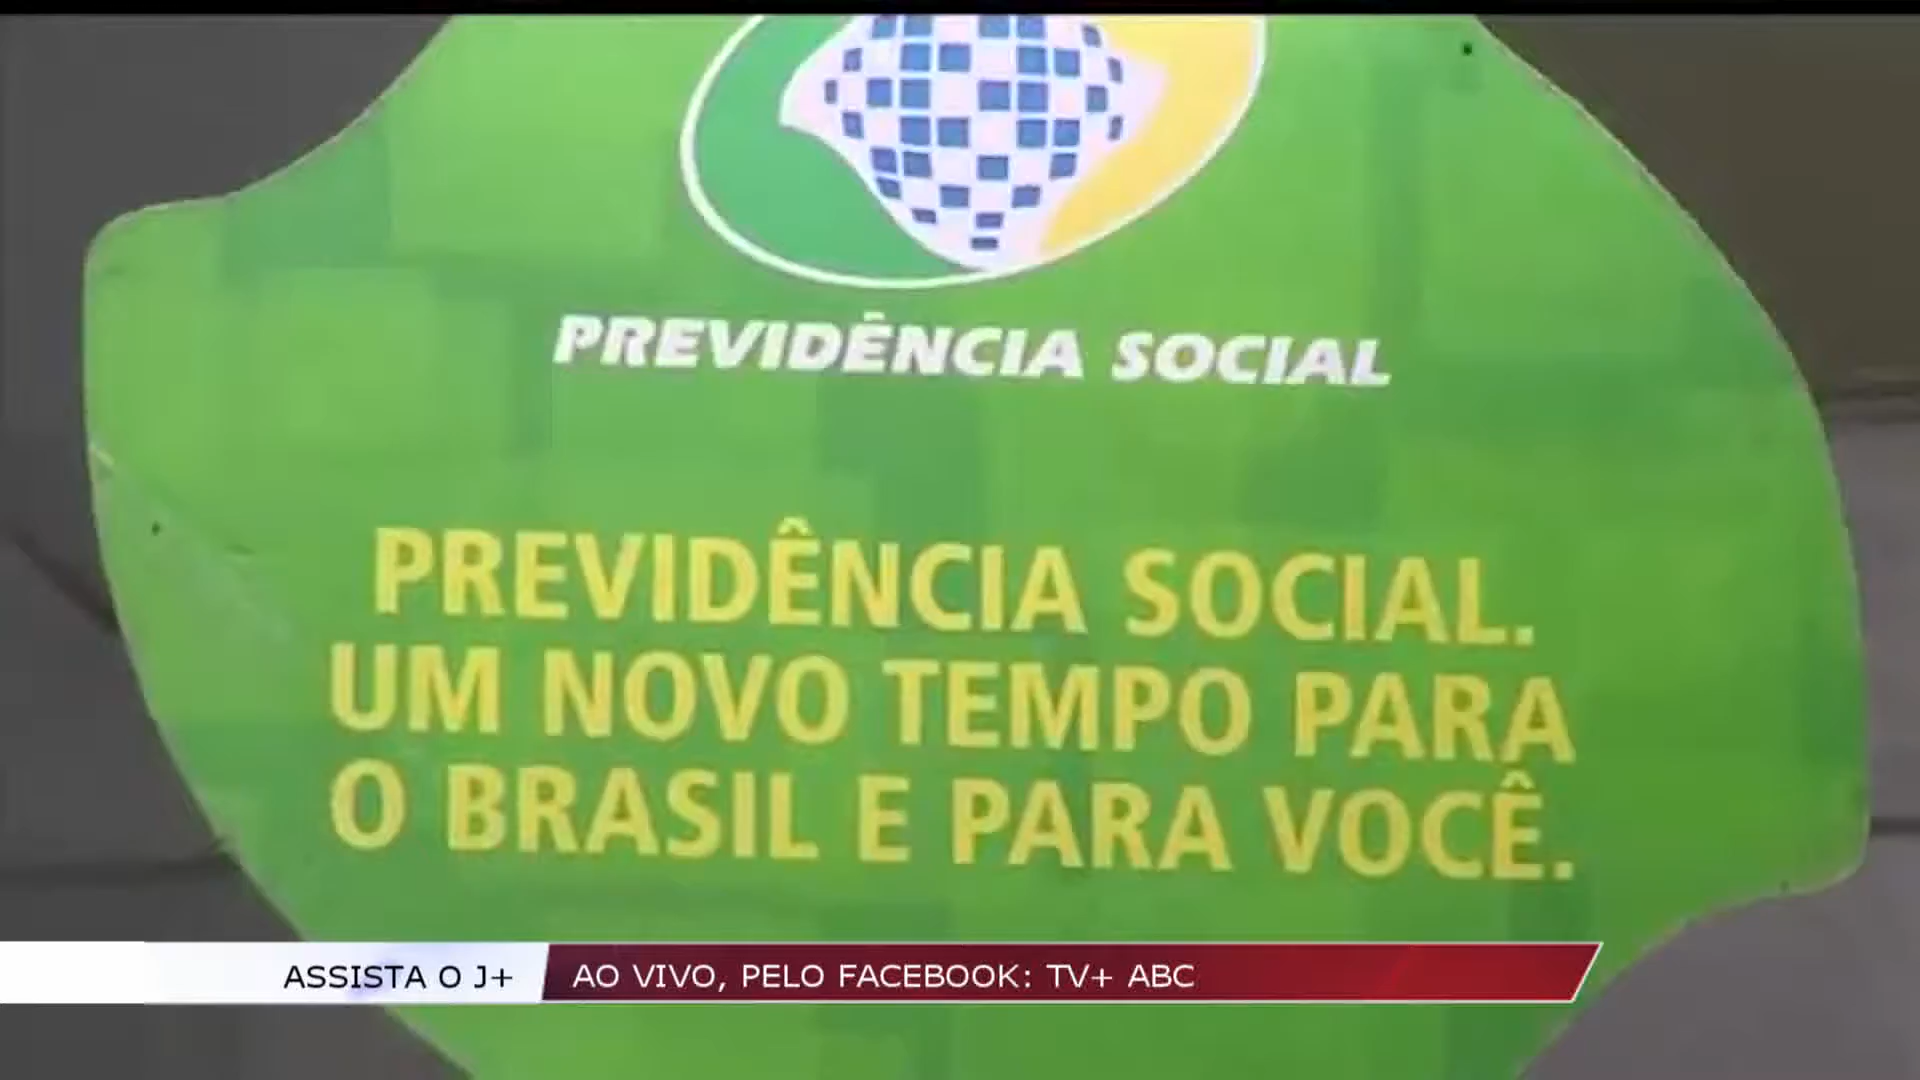 PREVIDÊNCIA SOCIAL
PREVIDÊNCIA SOCIAL.
UM NOVO TEMPO PARA
O BRASIL E PARA VOCÊ.
ASSISTA O J+ AO VIVO, PELO FACEBOOK: TV+ ABC